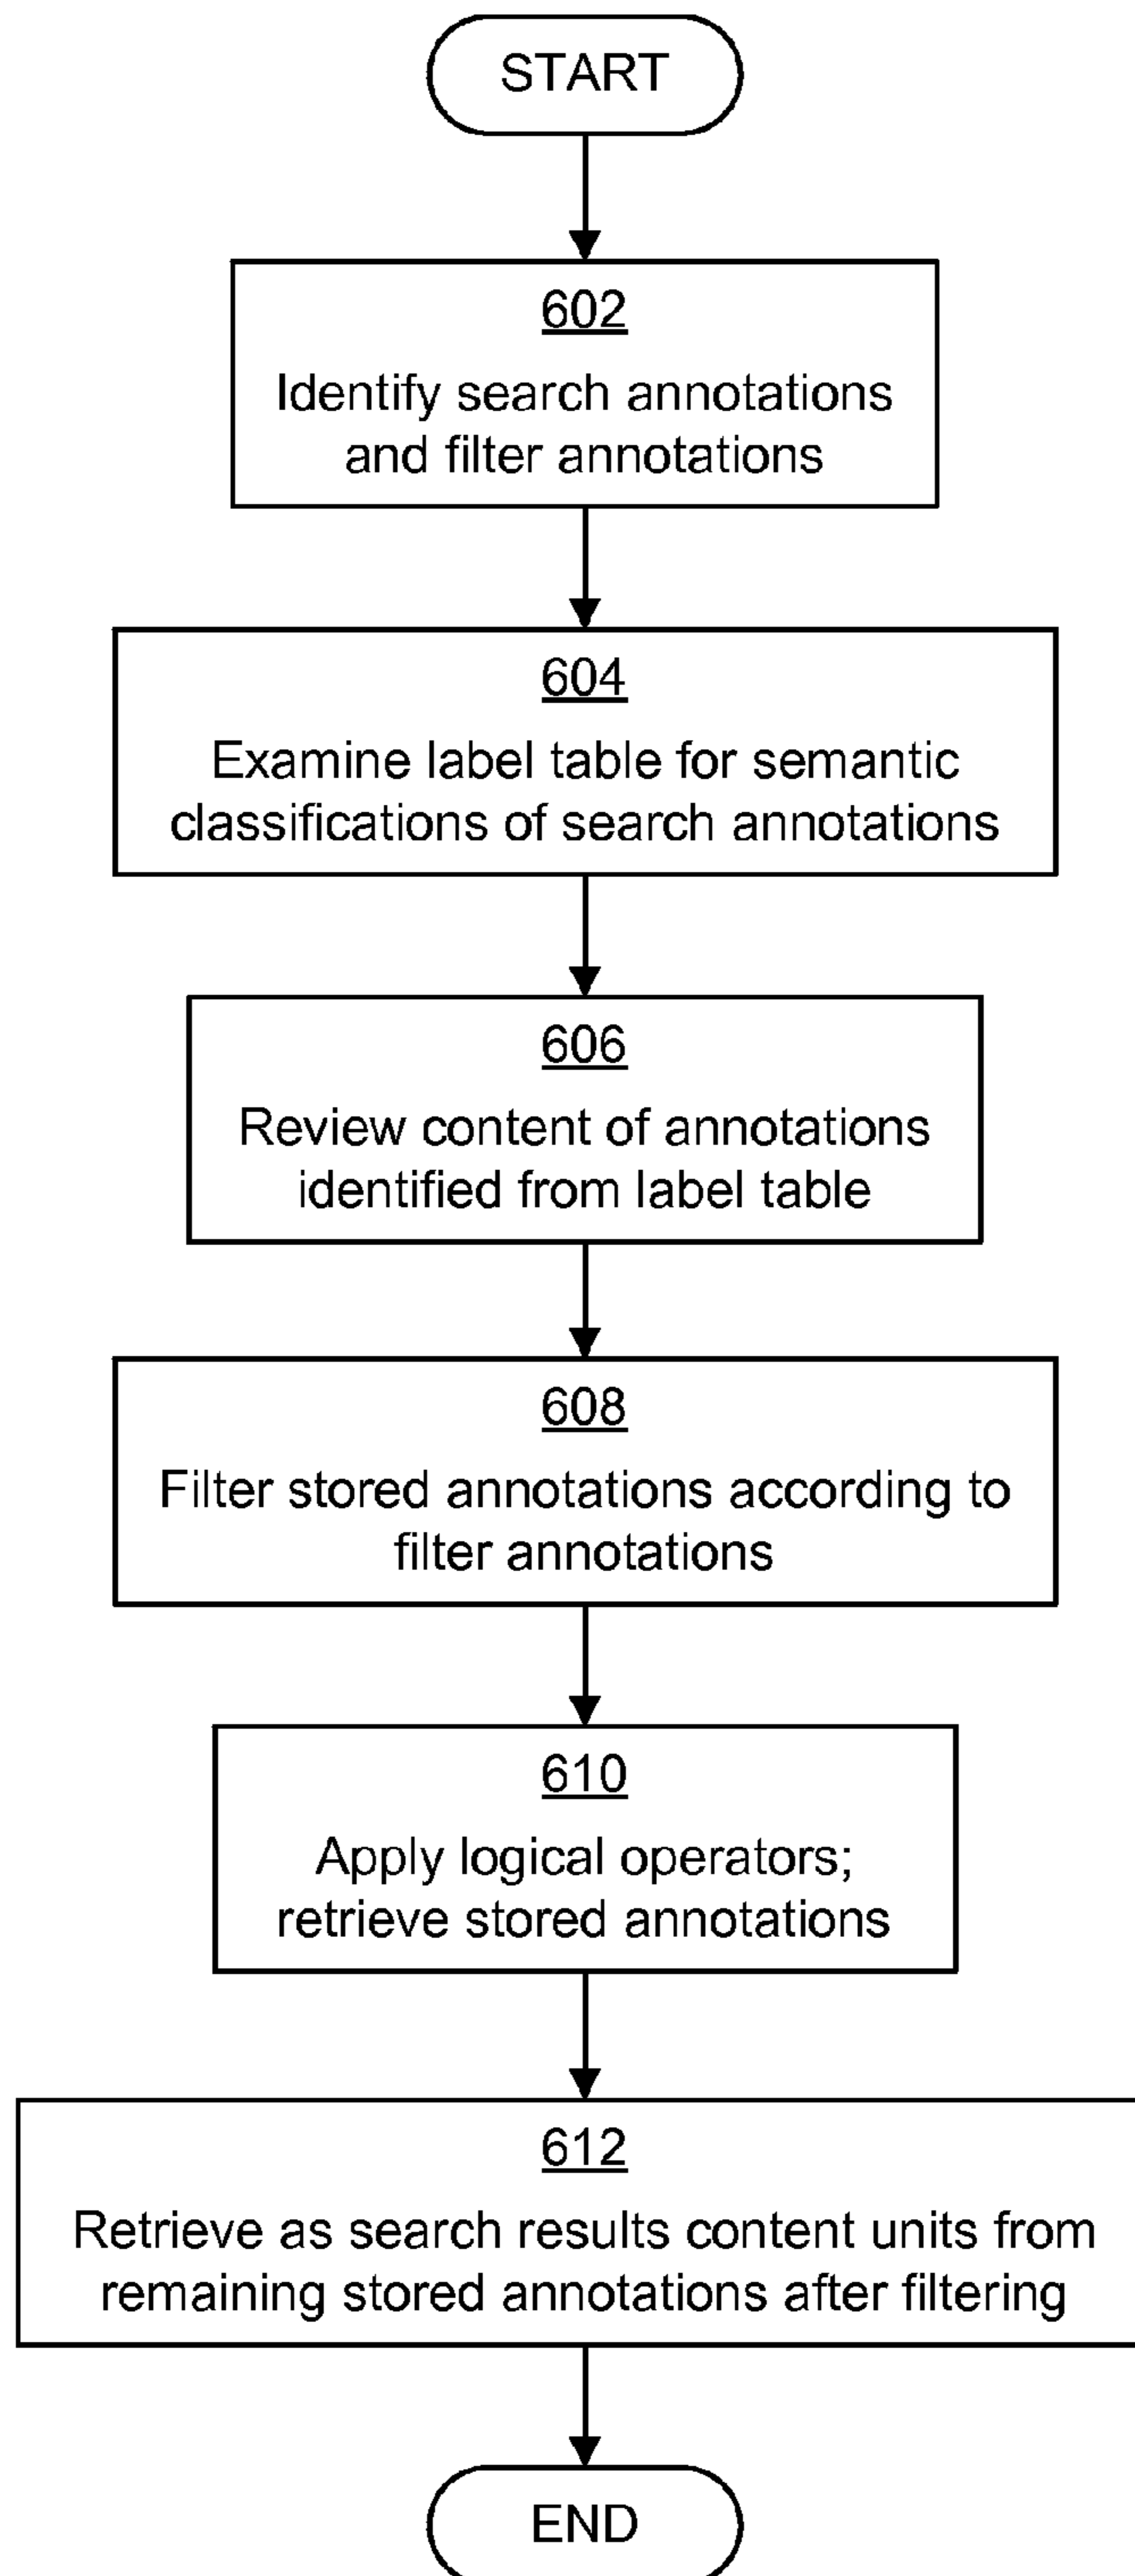 START
602
Identify search annotations
and filter annotations
604
Examine label table for semantic
classifications of search annotations
606
Review content of annotations
identified from label table
608
Filter stored annotations according to
filter annotations
610
Apply logical operators;
retrieve stored annotations
612
Retrieve as search results content units from
remaining stored annotations after filtering
END